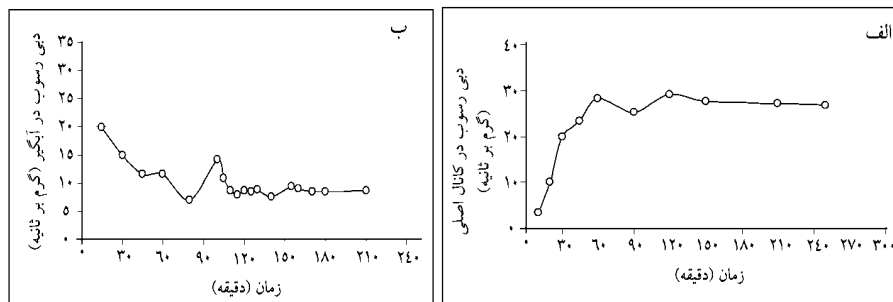 الف
دبی رسوب در کانال اصلی
(گرم بر ثانیه)
۴۰
۳۰
۲۰
۱۰
۰
۰ ۳۰ ۶۰ ۹۰ ۱۲۰ ۱۵۰ ۱۸۰ ۲۱۰ ۲۴۰ ۲۷۰ ۳۰۰
زمان (دقیقه)
ب
دبی رسوب در آبگیر (گرم بر ثانیه)
۳۵
۳۰
۲۵
۲۰
۱۵
۱۰
۵
۰
۰ ۳۰ ۶۰ ۹۰ ۱۲۰ ۱۵۰ ۱۸۰ ۲۱۰ ۲۴۰
زمان (دقیقه)